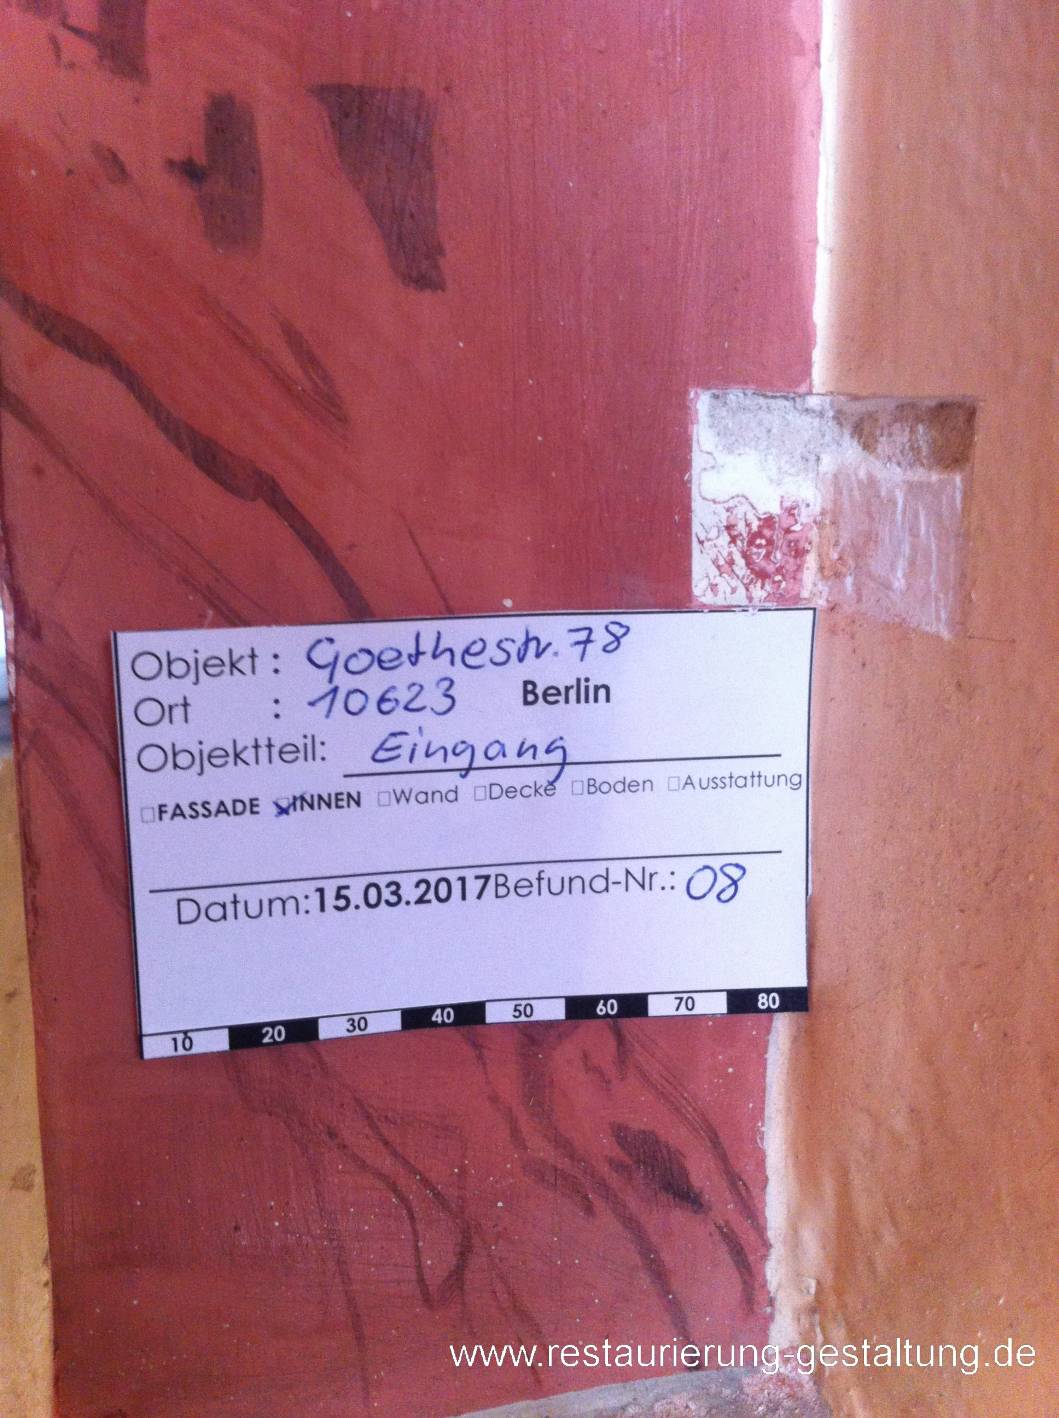 Objekt : Goethestr. 78
Ort : 10623 Berlin
Objektteil: Eingang
□FASSADE ☒INNEN □Wand □Decke □Boden □Ausstattung
Datum:15.03.2017Befund-Nr.: 08
10 20 30 40 50 60 70 80
www.restaurierung-gestaltung.de